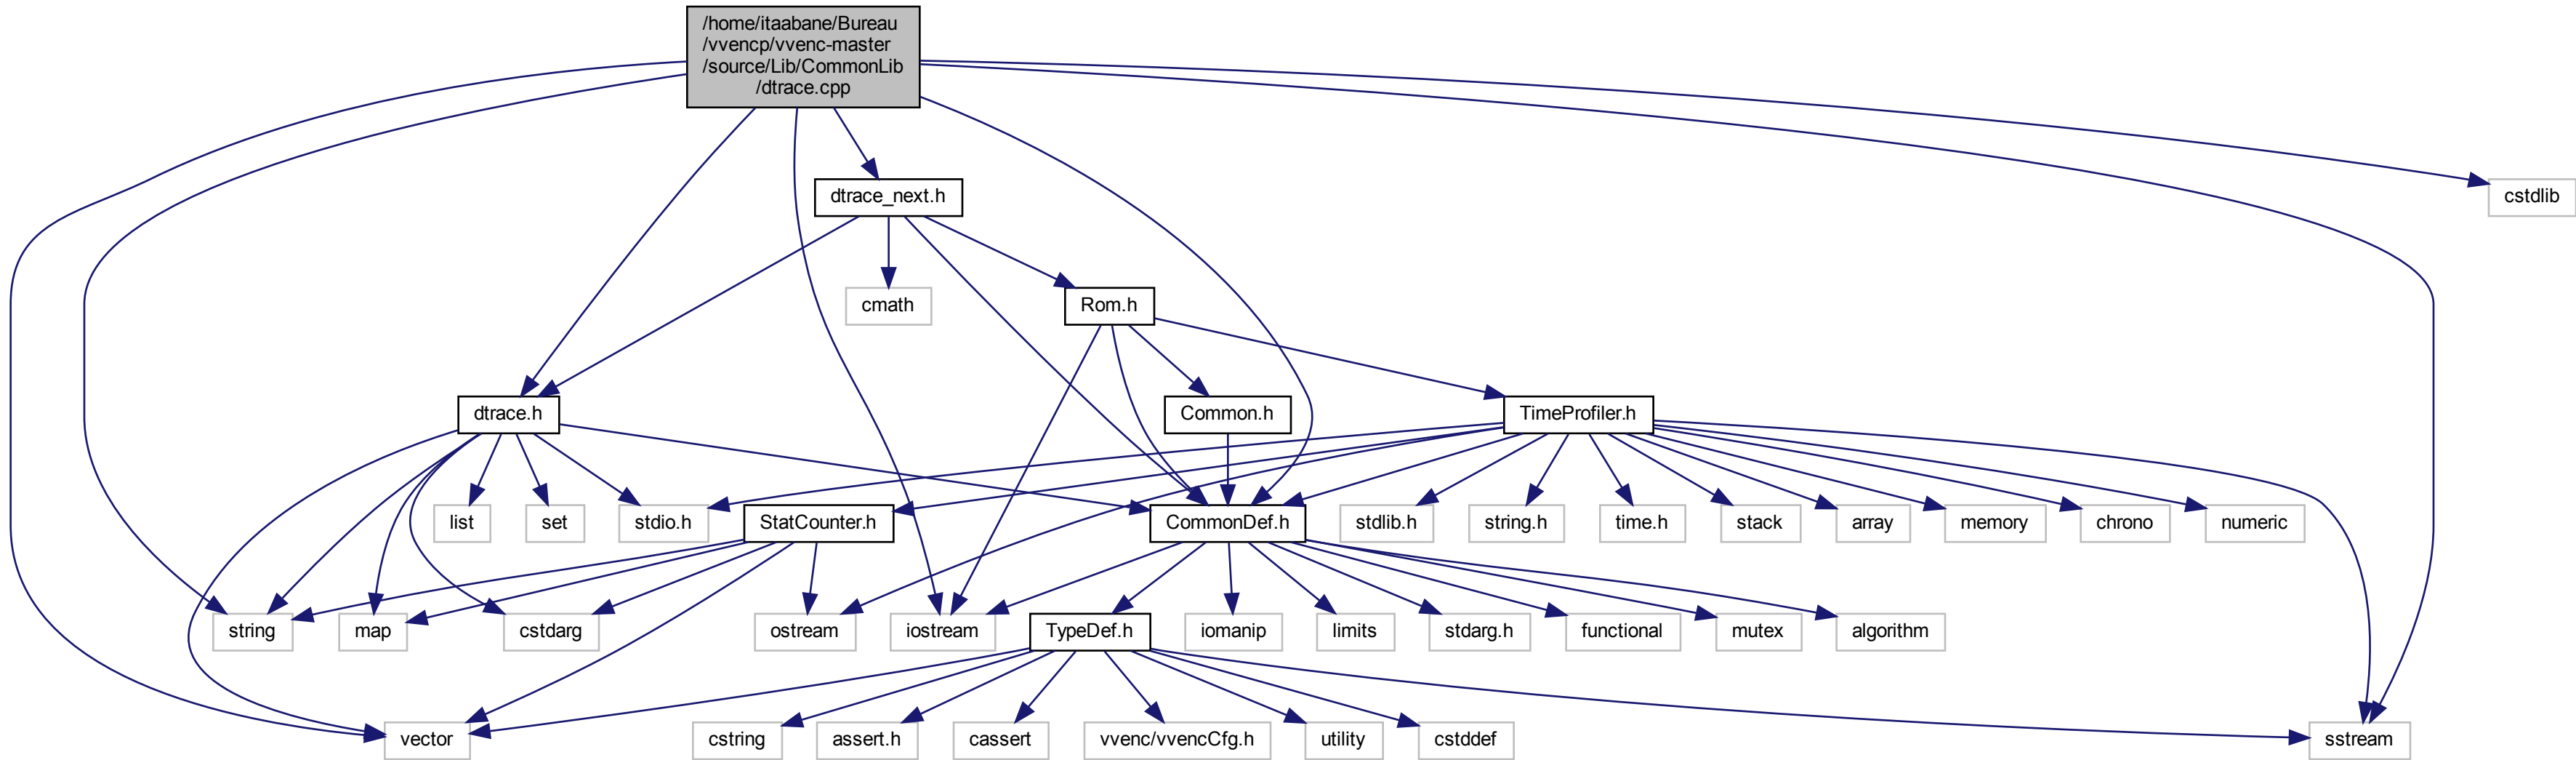 /home/itaabane/Bureau
/vvencp/vvenc-master
/source/Lib/CommonLib
/dtrace.cpp
dtrace_next.h
cstdlib
cmath
Rom.h
dtrace.h
Common.h
TimeProfiler.h
list
set
stdio.h
StatCounter.h
CommonDef.h
stdlib.h
string.h
time.h
stack
array
memory
chrono
numeric
string
map
cstdarg
ostream
iostream
TypeDef.h
iomanip
limits
stdarg.h
functional
mutex
algorithm
vector
cstring
assert.h
cassert
vvenc/vvencCfg.h
utility
cstddef
sstream